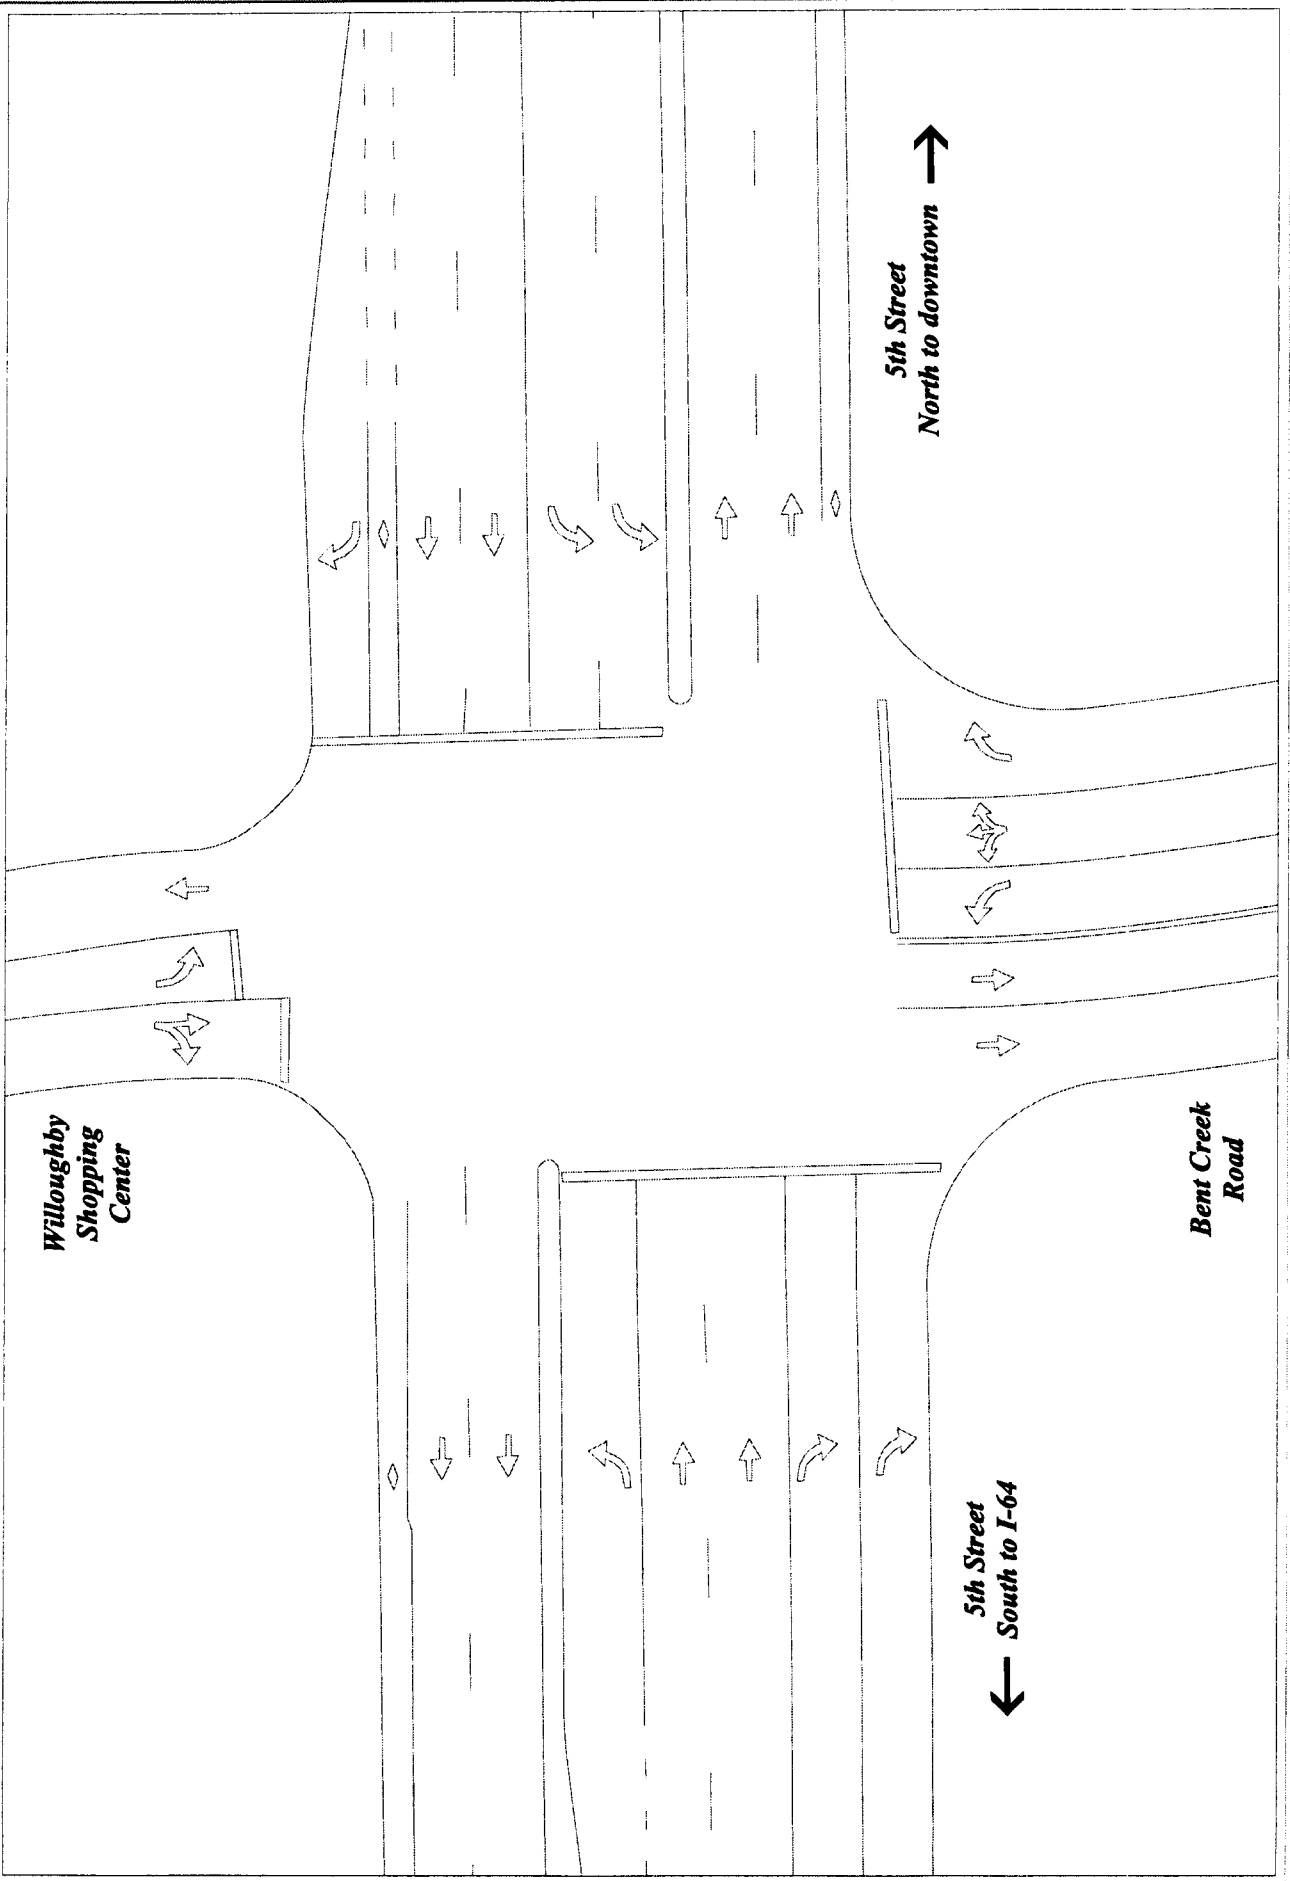 5th Street
North to downtown
Willoughby
Shopping
Center
Bent Creek
Road
5th Street
South to I-64